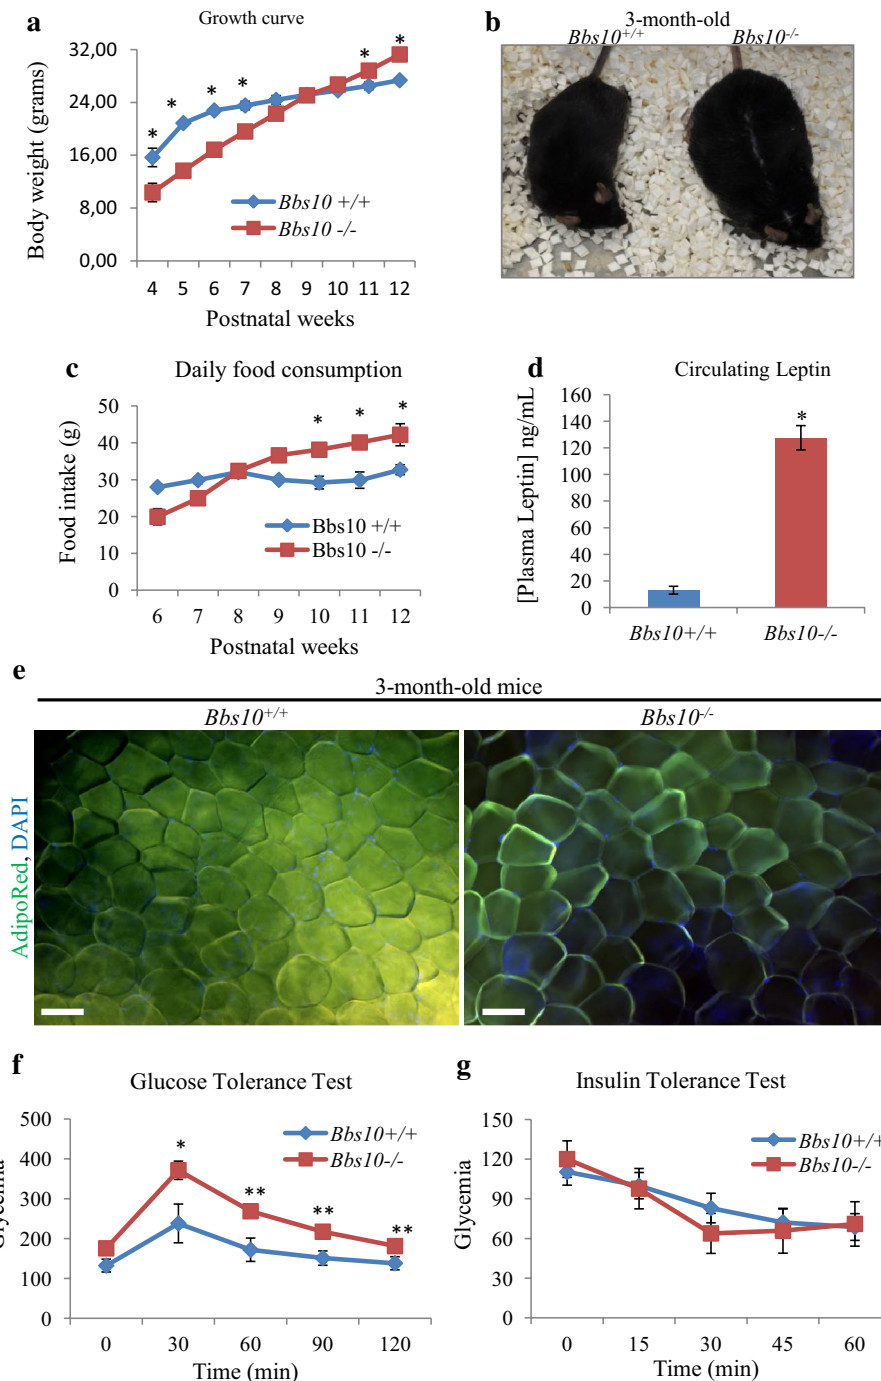 a
Growth curve
32,00
24,00
16,00
8,00
0,00
Body weight (grams)
* * * * * *
Bbs10 +/+
Bbs10 -/-
4 5 6 7 8 9 10 11 12
Postnatal weeks
b
3-month-old
Bbs10+/+ Bbs10-/-
c
Daily food consumption
50
40
30
20
10
0
Food intake (g)
* * *
Bbs10 +/+
Bbs10 -/-
6 7 8 9 10 11 12
Postnatal weeks
d
Circulating Leptin
160
140
120
100
80
60
40
20
0
[Plasma Leptin] ng/mL
*
Bbs10+/+ Bbs10-/-
e
3-month-old mice
Bbs10+/+ Bbs10-/-
AdipoRed, DAPI
f
Glucose Tolerance Test
500
400
300
200
100
0
Glycemia
* ** ** **
Bbs10+/+
Bbs10-/-
0 30 60 90 120
Time (min)
g
Insulin Tolerance Test
150
120
90
60
30
0
Glycemia
Bbs10+/+
Bbs10-/-
0 15 30 45 60
Time (min)